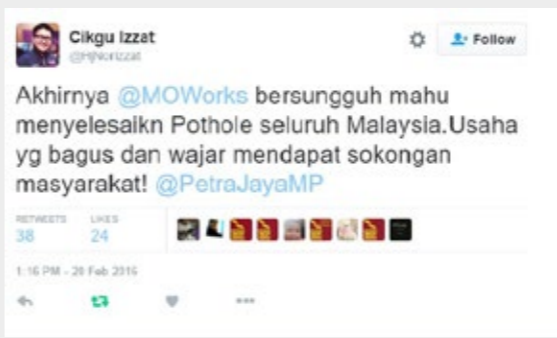 Cikgu Izzat
@HjNorIzzat
Follow
Akhirnya @MOWorks bersungguh mahu
menyelesaikn Pothole seluruh Malaysia.Usaha
yg bagus dan wajar mendapat sokongan
masyarakat! @PetraJayaMP
RETWEETS LIKES
38 24
1:16 PM - 20 Feb 2016